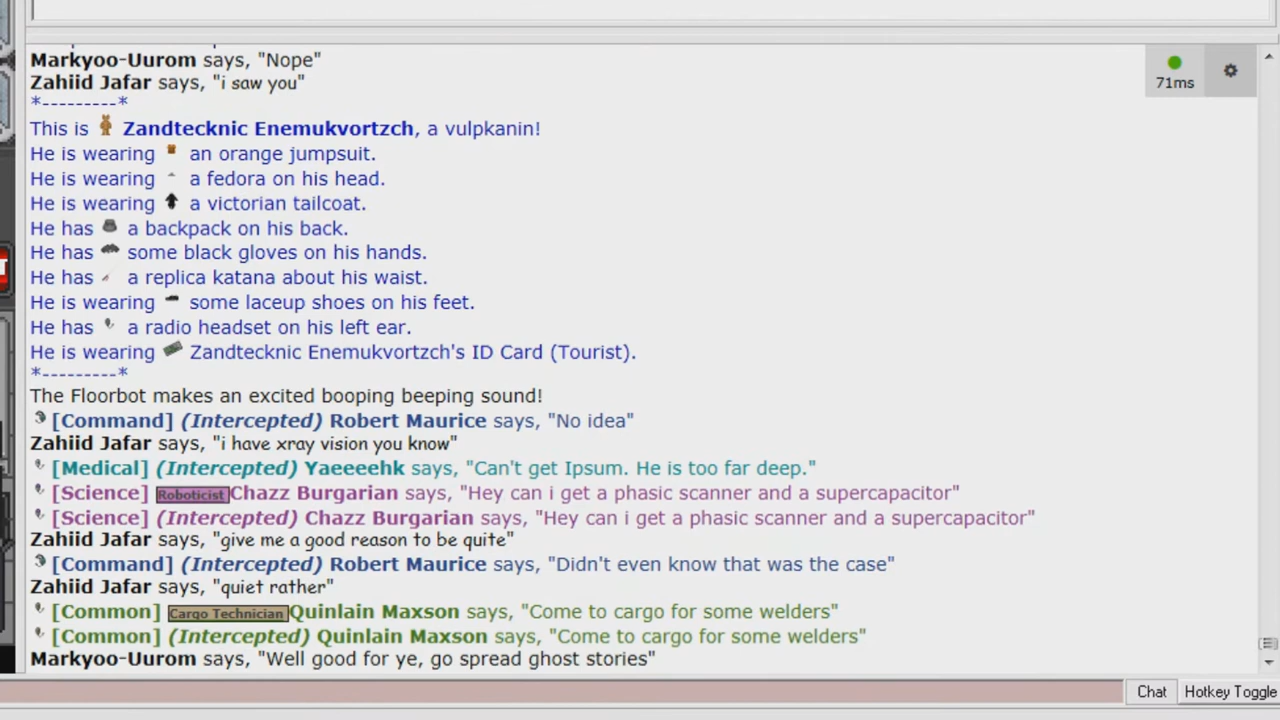 Markyoo-Uurom says, "Nope"
Zahiid Jafar says, "i saw you"
71ms
*---------*
This is Zandtecknic Enemukvortzch, a vulpkanin!
He is wearing an orange jumpsuit.
He is wearing a fedora on his head.
He is wearing a victorian tailcoat.
He has a backpack on his back.
He has some black gloves on his hands.
He has a replica katana about his waist.
He is wearing some laceup shoes on his feet.
He has a radio headset on his left ear.
He is wearing Zandtecknic Enemukvortzch's ID Card (Tourist).
*---------*
The Floorbot makes an excited booping beeping sound!
[Command] (Intercepted) Robert Maurice says, "No idea"
Zahiid Jafar says, "i have xray vision you know"
[Medical] (Intercepted) Yaeeeehk says, "Can't get Ipsum. He is too far deep."
[Science] Roboticist Chazz Burgarian says, "Hey can i get a phasic scanner and a supercapacitor"
[Science] (Intercepted) Chazz Burgarian says, "Hey can i get a phasic scanner and a supercapacitor"
Zahiid Jafar says, "give me a good reason to be quite"
[Command] (Intercepted) Robert Maurice says, "Didn't even know that was the case"
Zahiid Jafar says, "quiet rather"
[Common] Cargo Technician Quinlain Maxson says, "Come to cargo for some welders"
[Common] (Intercepted) Quinlain Maxson says, "Come to cargo for some welders"
Markyoo-Uurom says, "Well good for ye, go spread ghost stories"
Chat Hotkey Toggle